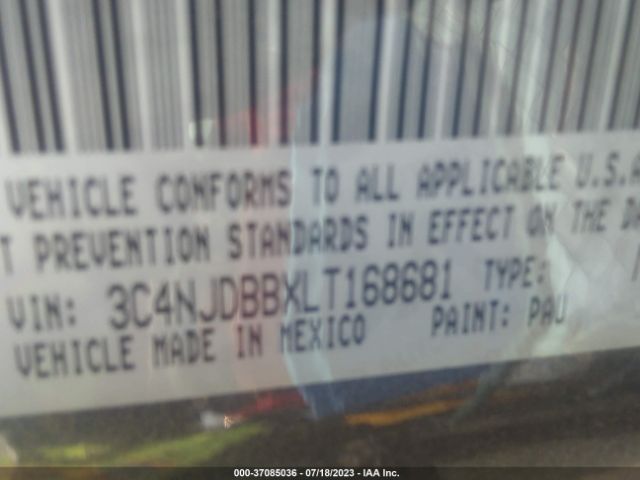 VEHICLE CONFORMS TO ALL APPLICABLE U.S.A
T PREVENTION STANDARDS IN EFFECT ON THE DA
VIN: 3C4NJDBBXLT168681 TYPE:
VEHICLE MADE IN MEXICO PAINT: PAU
000-37085036 - 07/18/2023 - IAA Inc.